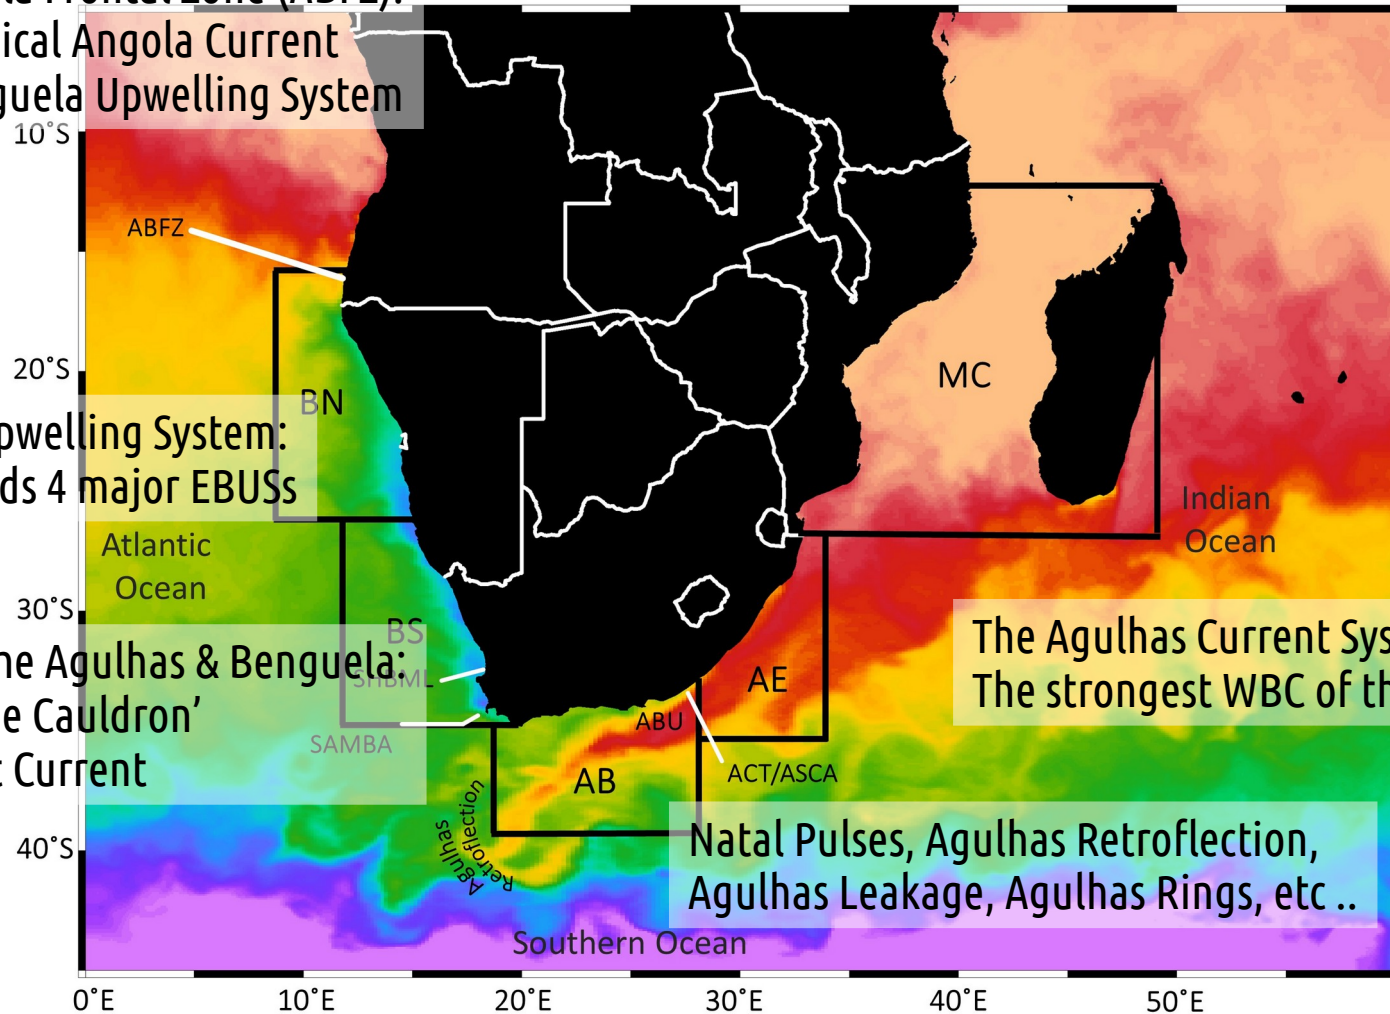 ical Angola Current
guela Upwelling System
10°S
ABFZ
20°S
MC
BN
pwelling System:
ds 4 major EBUSs
Indian
Ocean
Atlantic
Ocean
30°S
BS
he Agulhas & Benguela:
SHBML
e Cauldron’
t Current
SAMBA
The Agulhas Current Sys
The strongest WBC of th
AE
ABU
ACT/ASCA
AB
Agulhas
Retroflection
40°S
Natal Pulses, Agulhas Retroflection,
Agulhas Leakage, Agulhas Rings, etc ..
Southern Ocean
0°E
10°E
20°E
30°E
40°E
50°E